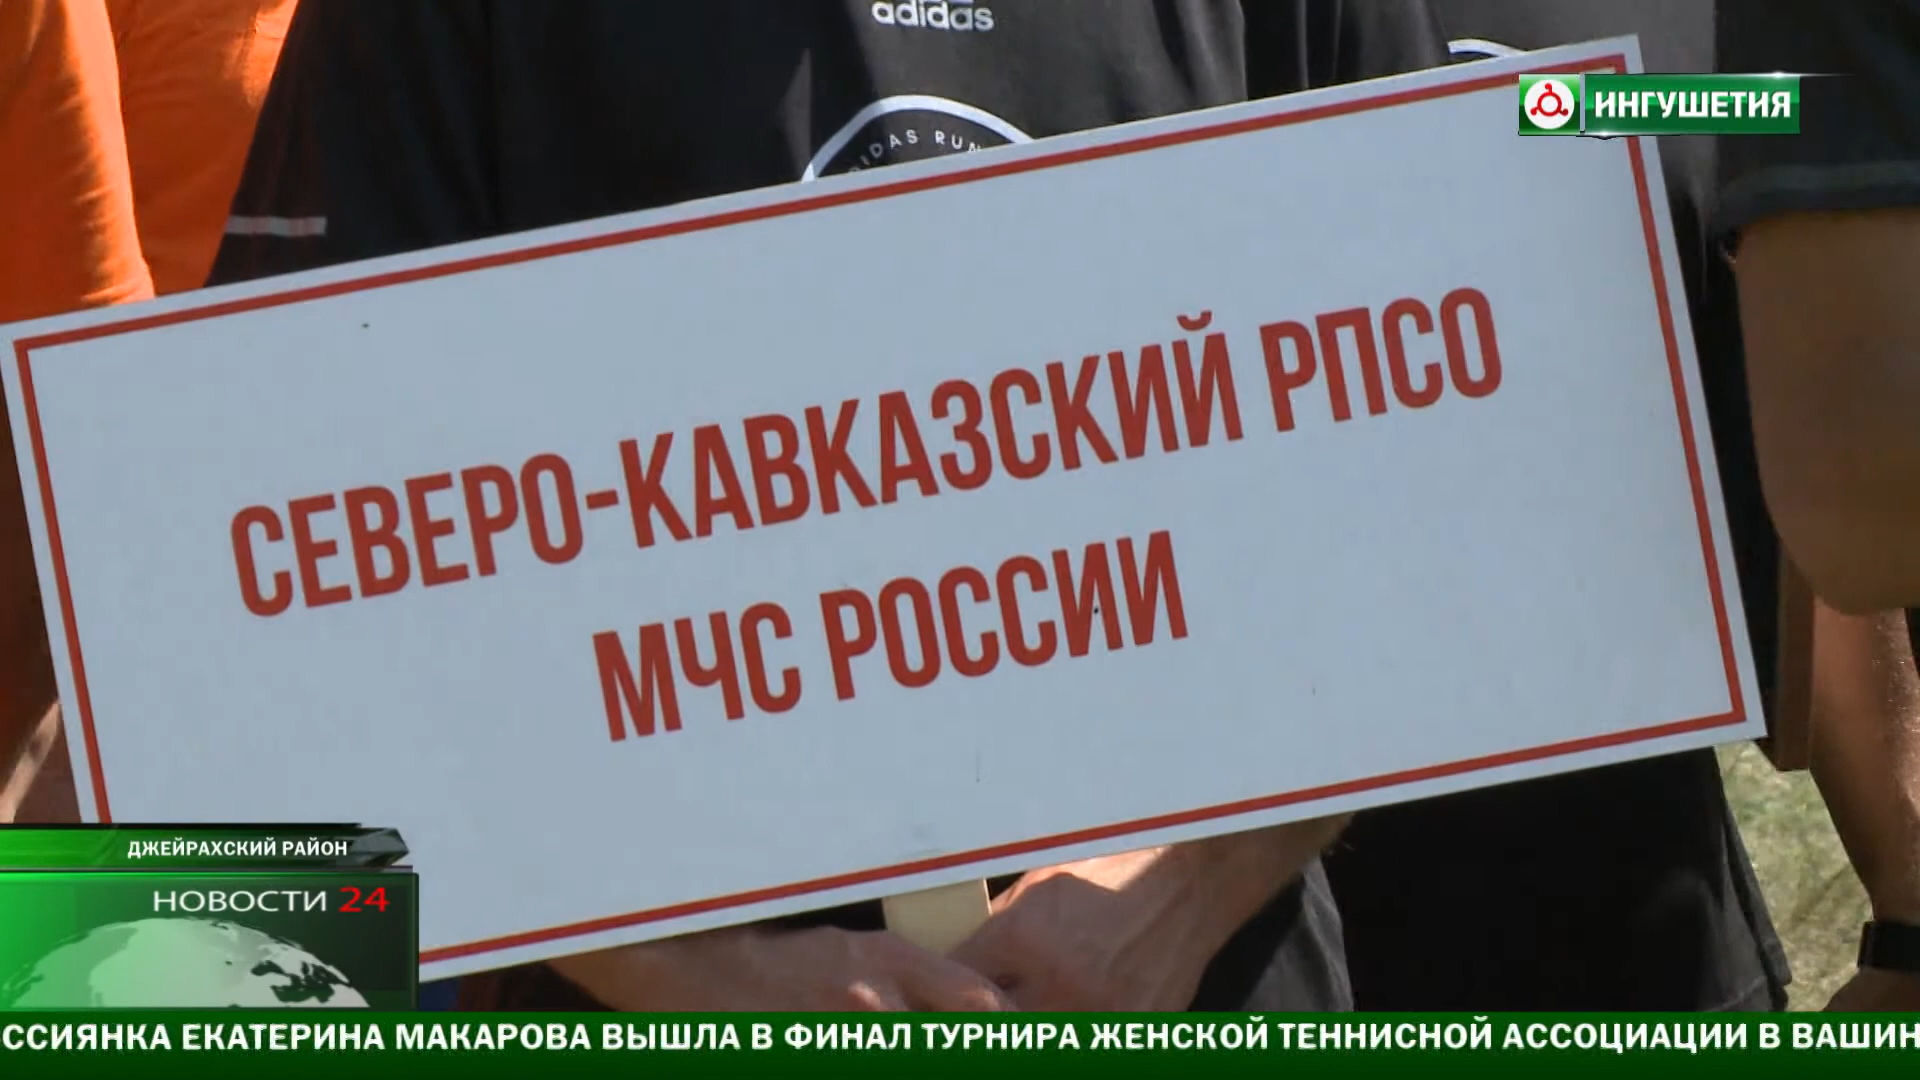 adidas
ИНГУШЕТИЯ
СЕВЕРО-КАВКАЗСКИЙ РПСО
МЧС РОССИИ
ДЖЕЙРАХСКИЙ РАЙОН
НОВОСТИ 24
ССИЯНКА ЕКАТЕРИНА МАКАРОВА ВЫШЛА В ФИНАЛ ТУРНИРА ЖЕНСКОЙ ТЕННИСНОЙ АССОЦИАЦИИ В ВАШИН